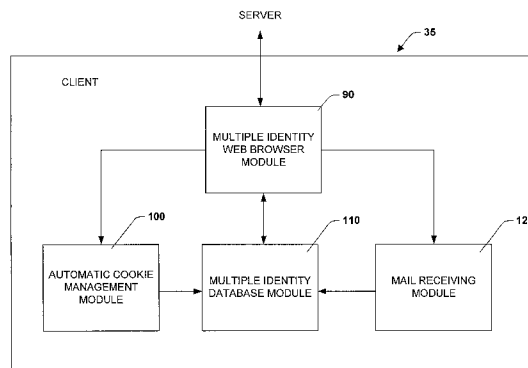 SERVER
35
CLIENT
90
MULTIPLE IDENTITY
WEB BROWSER
MODULE
100
110
12
AUTOMATIC COOKIE
MANAGEMENT
MODULE
MULTIPLE IDENTITY
DATABASE MODULE
MAIL RECEIVING
MODULE